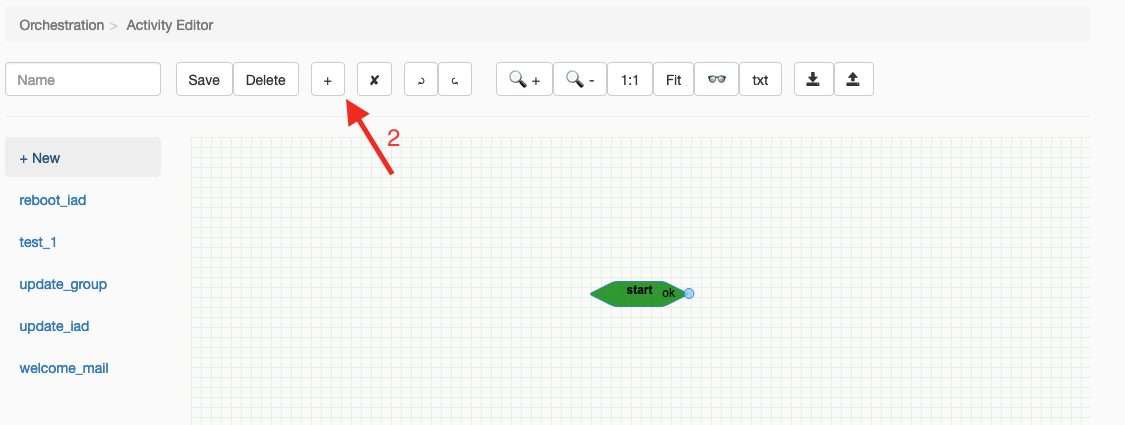 Orchestration > Activity Editor
Name Save Delete + ✘ 🔍 + 🔍 - 1:1 Fit 👓 txt
2
+ New
reboot_iad
test_1
update_group
update_iad
welcome_mail
start ok